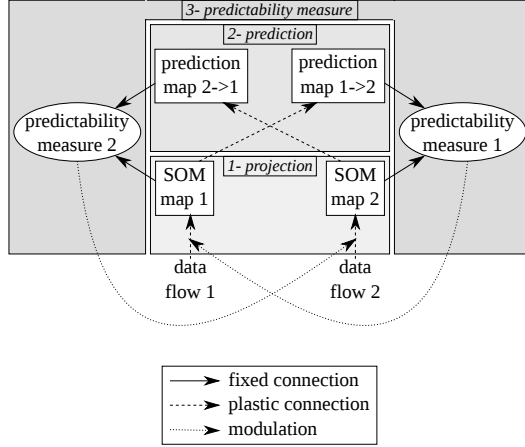 3- predictability measure
2- prediction
prediction
map 2->1
prediction
map 1->2
predictability
measure 2
predictability
measure 1
1- projection
SOM
map 1
SOM
map 2
data
flow 1
data
flow 2
fixed connection
plastic connection
modulation